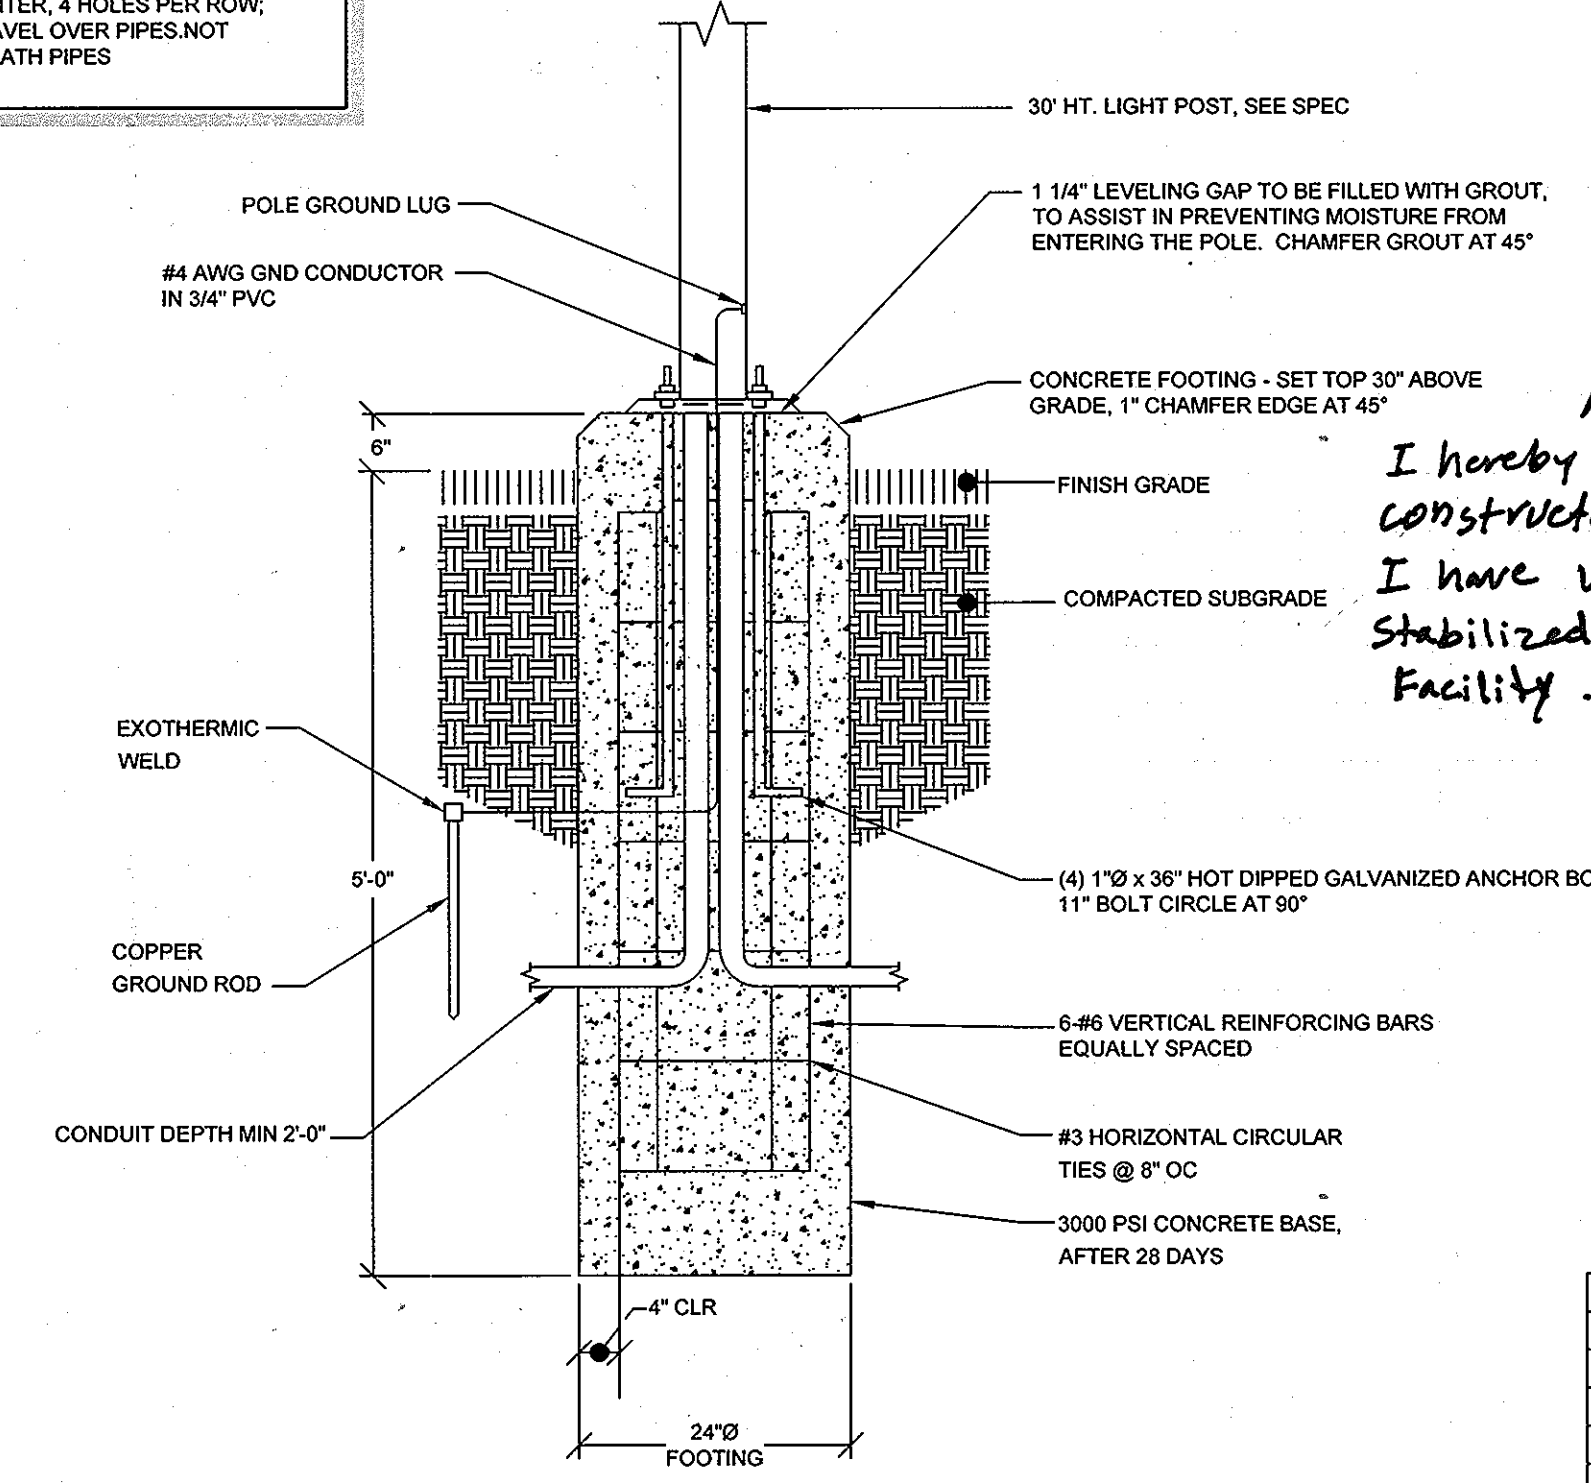 TER, 4 HOLES PER ROW;
AVEL OVER PIPES.NOT
ATH PIPES
30' HT. LIGHT POST, SEE SPEC
POLE GROUND LUG
1 1/4" LEVELING GAP TO BE FILLED WITH GROUT,
TO ASSIST IN PREVENTING MOISTURE FROM
ENTERING THE POLE. CHAMFER GROUT AT 45°
#4 AWG GND CONDUCTOR
IN 3/4" PVC
CONCRETE FOOTING - SET TOP 30" ABOVE
GRADE, 1" CHAMFER EDGE AT 45°
6"
I hereby
construct
I have
Stabilized
Facility.
FINISH GRADE
COMPACTED SUBGRADE
EXOTHERMIC
WELD
5'-0"
(4) 1"Ø x 36" HOT DIPPED GALVANIZED ANCHOR BO
11" BOLT CIRCLE AT 90°
COPPER
GROUND ROD
6-#6 VERTICAL REINFORCING BARS
EQUALLY SPACED
CONDUIT DEPTH MIN 2'-0"
#3 HORIZONTAL CIRCULAR
TIES @ 8" OC
3000 PSI CONCRETE BASE,
AFTER 28 DAYS
4" CLR
24"Ø
FOOTING